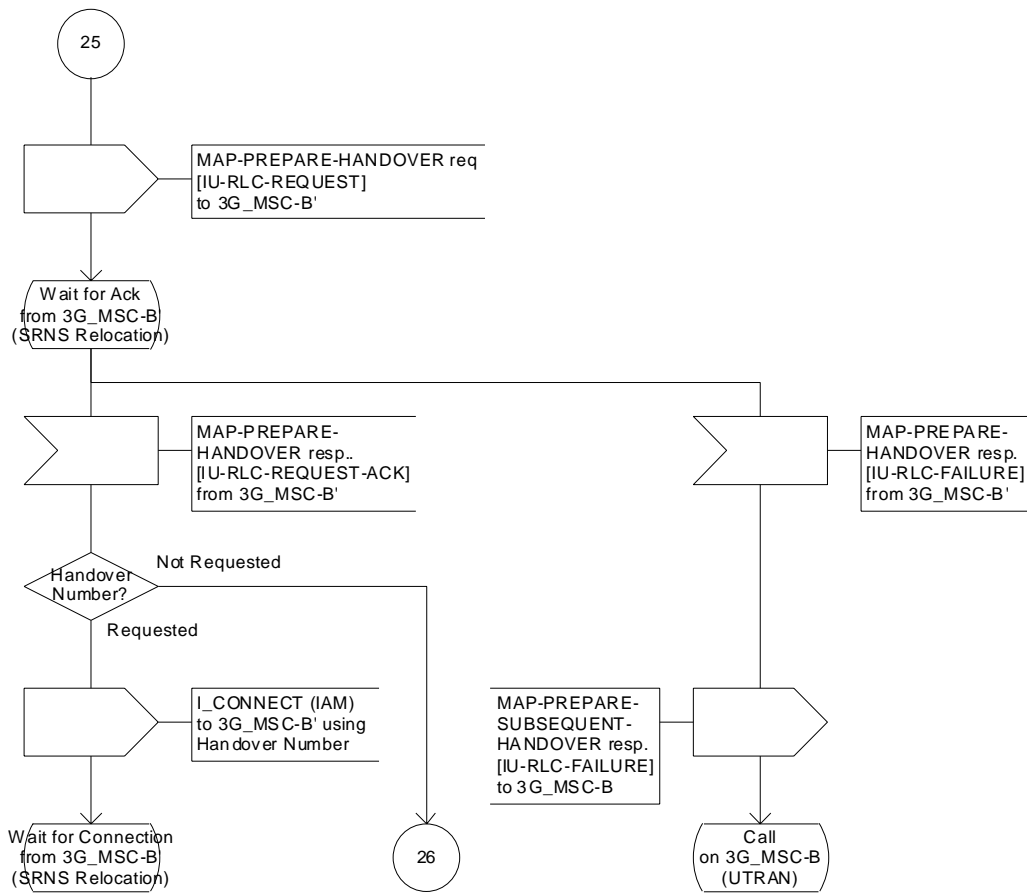 25
MAP-PREPARE-HANDOVER req
[IU-RLC-REQUEST]
to 3G_MSC-B'
Wait for Ack
from 3G_MSC-B'
(SRNS Relocation)
MAP-PREPARE-
HANDOVER resp..
[IU-RLC-REQUEST-ACK]
from 3G_MSC-B'
MAP-PREPARE-
HANDOVER resp.
[IU-RLC-FAILURE]
from 3G_MSC-B'
Handover
Number?
Not Requested
Requested
I_CONNECT (IAM)
to 3G_MSC-B' using
Handover Number
MAP-PREPARE-
SUBSEQUENT-
HANDOVER resp.
[IU-RLC-FAILURE]
to 3G_MSC-B
Wait for Connection
from 3G_MSC-B'
(SRNS Relocation)
26
Call
on 3G_MSC-B
(UTRAN)